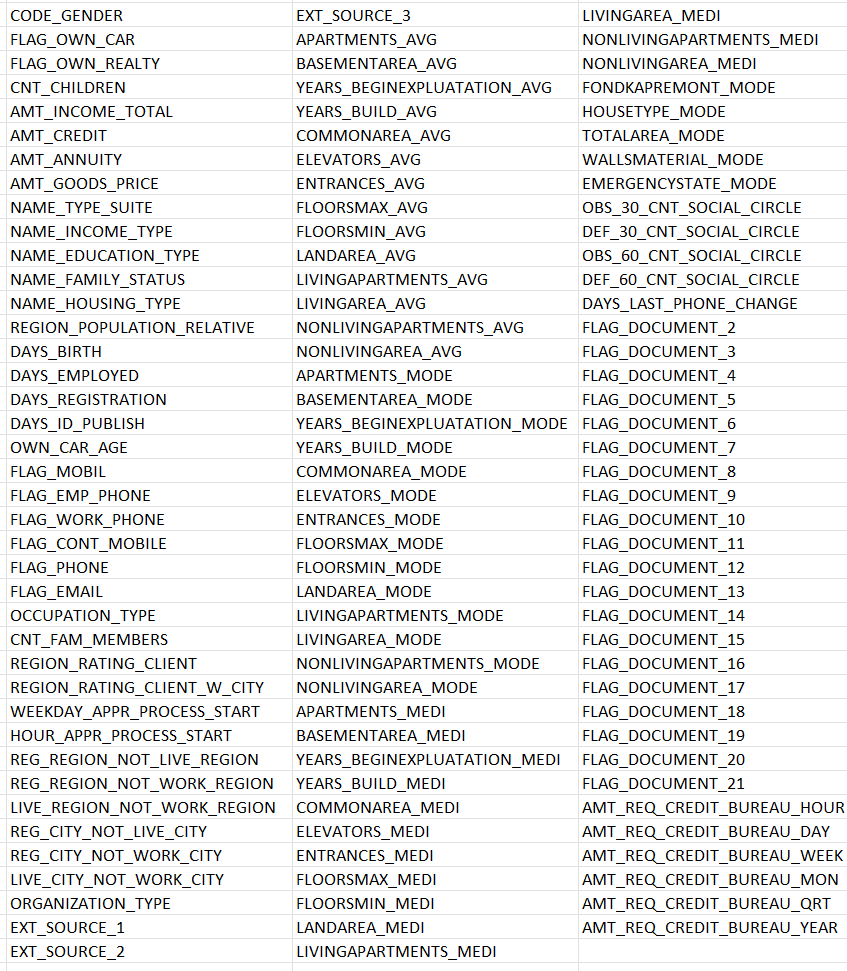 CODE_GENDER
FLAG_OWN_CAR
FLAG_OWN_REALTY
CNT_CHILDREN
AMT_INCOME_TOTAL
AMT_CREDIT
AMT_ANNUITY
AMT_GOODS_PRICE
NAME_TYPE_SUITE
NAME_INCOME_TYPE
NAME_EDUCATION_TYPE
NAME_FAMILY_STATUS
NAME_HOUSING_TYPE
REGION_POPULATION_RELATIVE
DAYS_BIRTH
DAYS_EMPLOYED
DAYS_REGISTRATION
DAYS_ID_PUBLISH
OWN_CAR_AGE
FLAG_MOBIL
FLAG_EMP_PHONE
FLAG_WORK_PHONE
FLAG_CONT_MOBILE
FLAG_PHONE
FLAG_EMAIL
OCCUPATION_TYPE
CNT_FAM_MEMBERS
REGION_RATING_CLIENT
REGION_RATING_CLIENT_W_CITY
WEEKDAY_APPR_PROCESS_START
HOUR_APPR_PROCESS_START
REG_REGION_NOT_LIVE_REGION
REG_REGION_NOT_WORK_REGION
LIVE_REGION_NOT_WORK_REGION
REG_CITY_NOT_LIVE_CITY
REG_CITY_NOT_WORK_CITY
LIVE_CITY_NOT_WORK_CITY
ORGANIZATION_TYPE
EXT_SOURCE_1
EXT_SOURCE_2
EXT_SOURCE_3
APARTMENTS_AVG
BASEMENTAREA_AVG
YEARS_BEGINEXPLUATATION_AVG
YEARS_BUILD_AVG
COMMONAREA_AVG
ELEVATORS_AVG
ENTRANCES_AVG
FLOORSMAX_AVG
FLOORSMIN_AVG
LANDAREA_AVG
LIVINGAPARTMENTS_AVG
LIVINGAREA_AVG
NONLIVINGAPARTMENTS_AVG
NONLIVINGAREA_AVG
APARTMENTS_MODE
BASEMENTAREA_MODE
YEARS_BEGINEXPLUATATION_MODE
YEARS_BUILD_MODE
COMMONAREA_MODE
ELEVATORS_MODE
ENTRANCES_MODE
FLOORSMAX_MODE
FLOORSMIN_MODE
LANDAREA_MODE
LIVINGAPARTMENTS_MODE
LIVINGAREA_MODE
NONLIVINGAPARTMENTS_MODE
NONLIVINGAREA_MODE
APARTMENTS_MEDI
BASEMENTAREA_MEDI
YEARS_BEGINEXPLUATATION_MEDI
YEARS_BUILD_MEDI
COMMONAREA_MEDI
ELEVATORS_MEDI
ENTRANCES_MEDI
FLOORSMAX_MEDI
FLOORSMIN_MEDI
LANDAREA_MEDI
LIVINGAPARTMENTS_MEDI
LIVINGAREA_MEDI
NONLIVINGAPARTMENTS_MEDI
NONLIVINGAREA_MEDI
FONDKAPREMONT_MODE
HOUSETYPE_MODE
TOTALAREA_MODE
WALLSMATERIAL_MODE
EMERGENCYSTATE_MODE
OBS_30_CNT_SOCIAL_CIRCLE
DEF_30_CNT_SOCIAL_CIRCLE
OBS_60_CNT_SOCIAL_CIRCLE
DEF_60_CNT_SOCIAL_CIRCLE
DAYS_LAST_PHONE_CHANGE
FLAG_DOCUMENT_2
FLAG_DOCUMENT_3
FLAG_DOCUMENT_4
FLAG_DOCUMENT_5
FLAG_DOCUMENT_6
FLAG_DOCUMENT_7
FLAG_DOCUMENT_8
FLAG_DOCUMENT_9
FLAG_DOCUMENT_10
FLAG_DOCUMENT_11
FLAG_DOCUMENT_12
FLAG_DOCUMENT_13
FLAG_DOCUMENT_14
FLAG_DOCUMENT_15
FLAG_DOCUMENT_16
FLAG_DOCUMENT_17
FLAG_DOCUMENT_18
FLAG_DOCUMENT_19
FLAG_DOCUMENT_20
FLAG_DOCUMENT_21
AMT_REQ_CREDIT_BUREAU_HOUR
AMT_REQ_CREDIT_BUREAU_DAY
AMT_REQ_CREDIT_BUREAU_WEEK
AMT_REQ_CREDIT_BUREAU_MON
AMT_REQ_CREDIT_BUREAU_QRT
AMT_REQ_CREDIT_BUREAU_YEAR